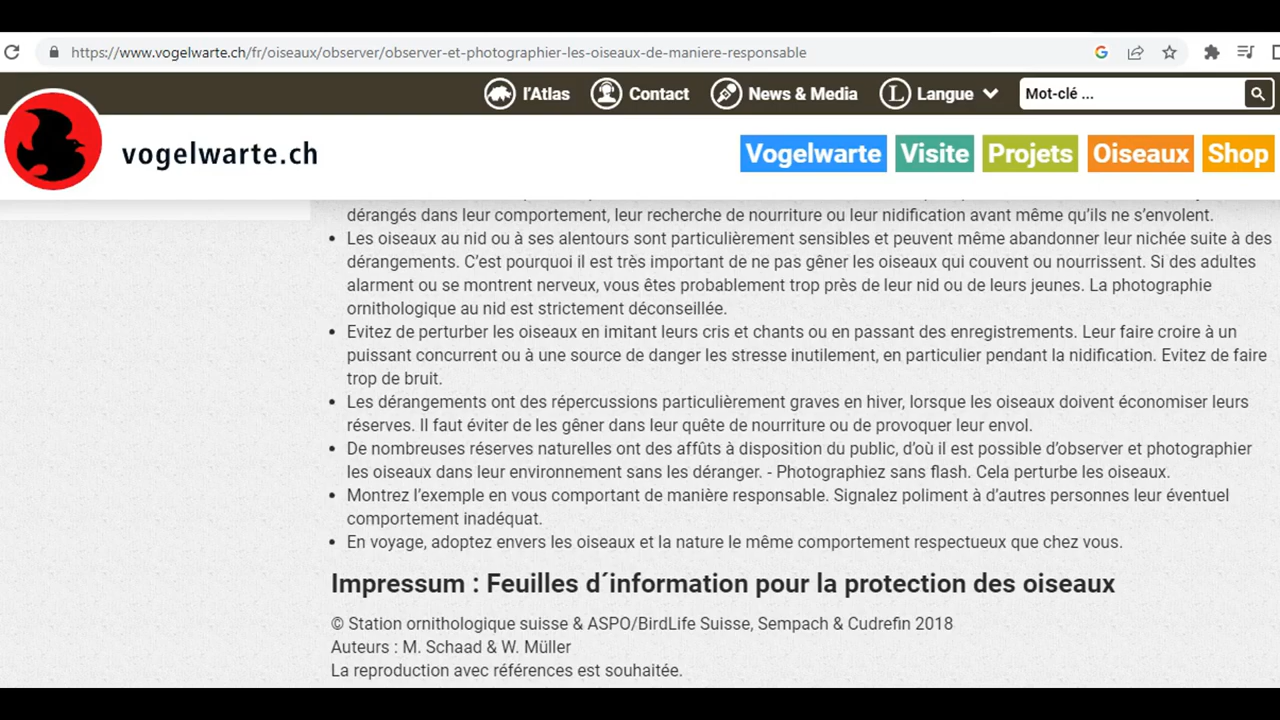 https://www.vogelwarte.ch/fr/oiseaux/observer/observer-et-photographier-les-oiseaux-de-maniere-responsable
l'Atlas Contact News & Media L Langue Mot-clé ...
vogelwarte.ch
Vogelwarte Visite Projets Oiseaux Shop
dérangés dans leur comportement, leur recherche de nourriture ou leur nidification avant même qu'ils ne s'envolent.
• Les oiseaux au nid ou à ses alentours sont particulièrement sensibles et peuvent même abandonner leur nichée suite à des
dérangements. C'est pourquoi il est très important de ne pas gêner les oiseaux qui couvent ou nourrissent. Si des adultes
alarment ou se montrent nerveux, vous êtes probablement trop près de leur nid ou de leurs jeunes. La photographie
ornithologique au nid est strictement déconseillée.
• Evitez de perturber les oiseaux en imitant leurs cris et chants ou en passant des enregistrements. Leur faire croire à un
puissant concurrent ou à une source de danger les stresse inutilement, en particulier pendant la nidification. Evitez de faire
trop de bruit.
• Les dérangements ont des répercussions particulièrement graves en hiver, lorsque les oiseaux doivent économiser leurs
réserves. Il faut éviter de les gêner dans leur quête de nourriture ou de provoquer leur envol.
• De nombreuses réserves naturelles ont des affûts à disposition du public, d'où il est possible d'observer et photographier
les oiseaux dans leur environnement sans les déranger. - Photographiez sans flash. Cela perturbe les oiseaux.
• Montrez l'exemple en vous comportant de manière responsable. Signalez poliment à d'autres personnes leur éventuel
comportement inadéquat.
• En voyage, adoptez envers les oiseaux et la nature le même comportement respectueux que chez vous.
Impressum : Feuilles d´information pour la protection des oiseaux
© Station ornithologique suisse & ASPO/BirdLife Suisse, Sempach & Cudrefin 2018
Auteurs : M. Schaad & W. Müller
La reproduction avec références est souhaitée.